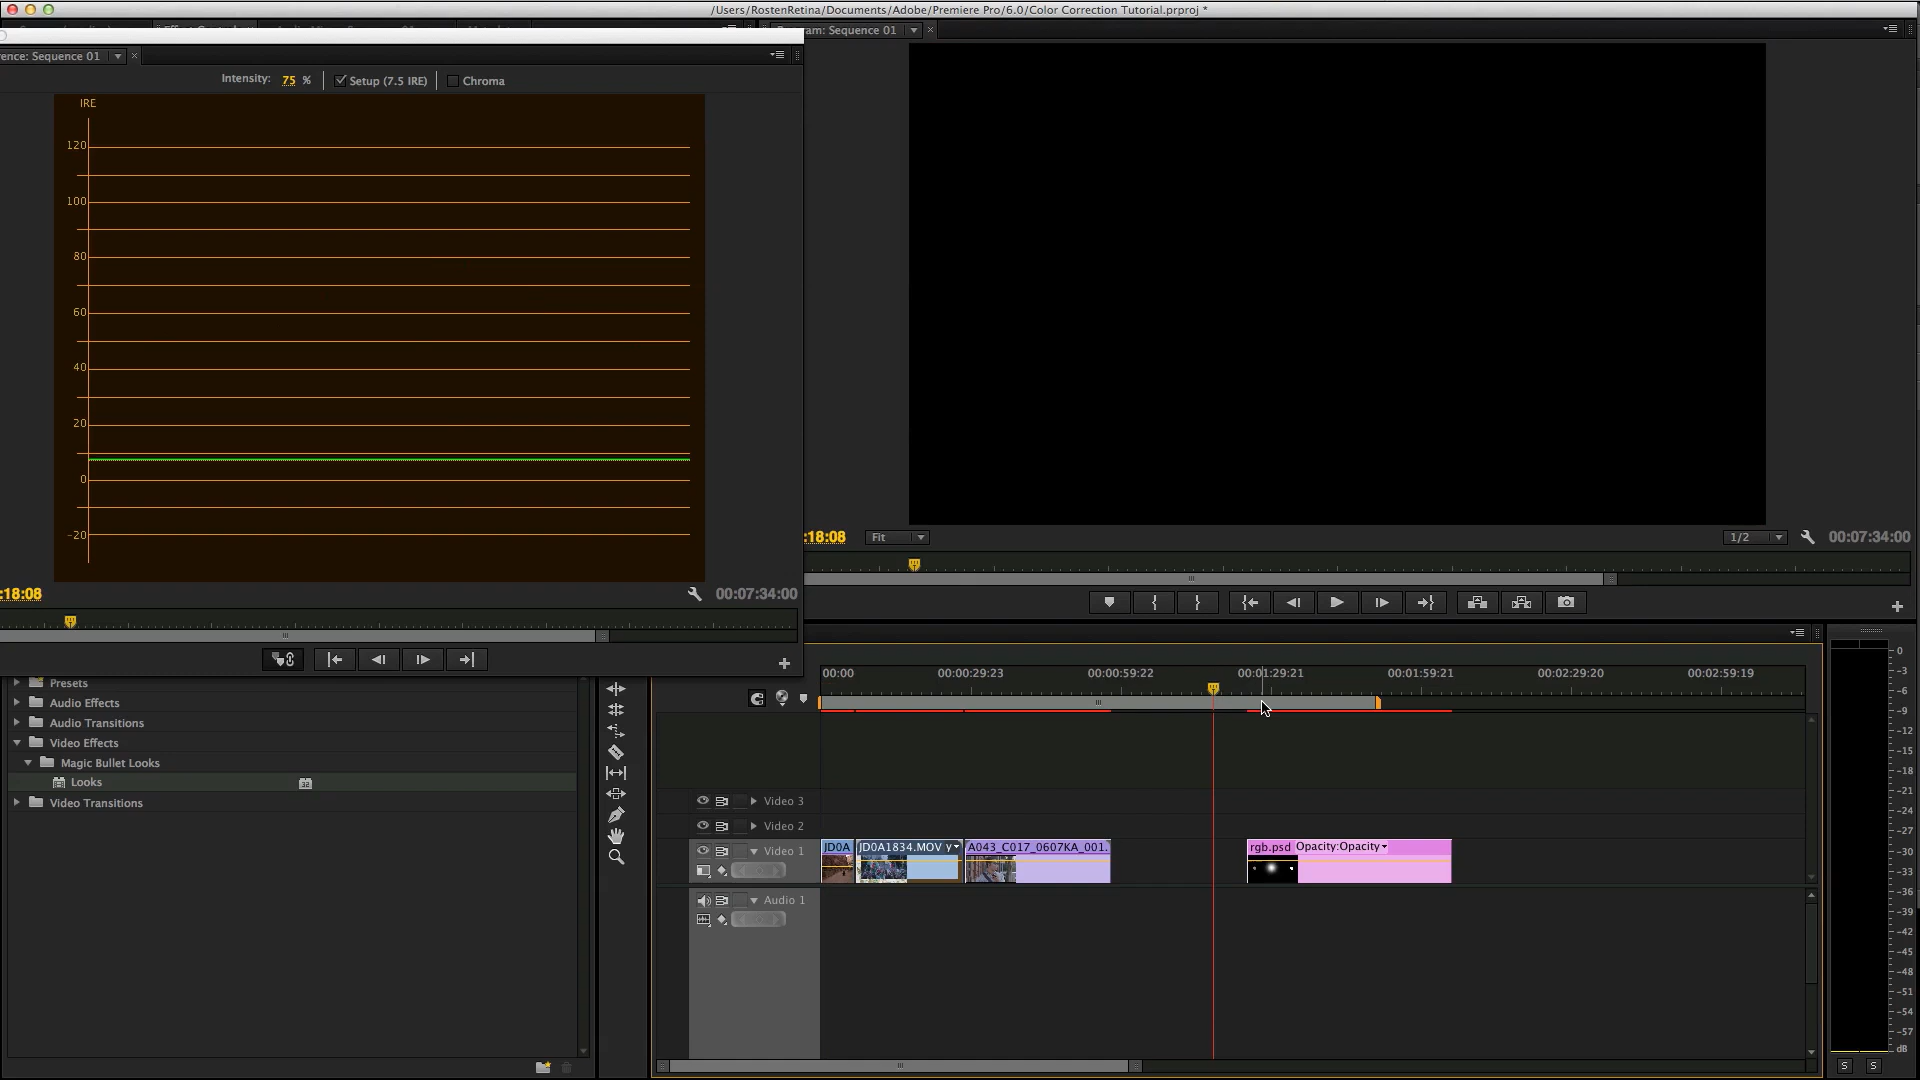 /Users/RostenRetina/Documents/Adobe/Premiere Pro/6.0/Color Correction Tutorial.prproj *
ram: Sequence 01
ence: Sequence 01
Intensity: 75 % Setup (7.5 IRE) Chroma
IRE
120
100
80
60
40
20
0
-20
:18:08 Fit 1/2 00:07:34:00
:18:08 00:07:34:00
Presets
Audio Effects
Audio Transitions
Video Effects
Magic Bullet Looks
Looks
32
Video Transitions
00:00 00:00:29:23 00:00:59:22 00:01:29:21 00:01:59:21 00:02:29:20 00:02:59:19
Video 3
Video 2
Video 1
JD0A JD0A1834.MOV A043_C017_0607KA_001. rgb.psd Opacity:Opacity
Audio 1
0
-3
-6
-9
-12
-15
-18
-21
-24
-27
-30
-33
-36
-39
-42
-45
-48
-51
-54
-57
dB
S S